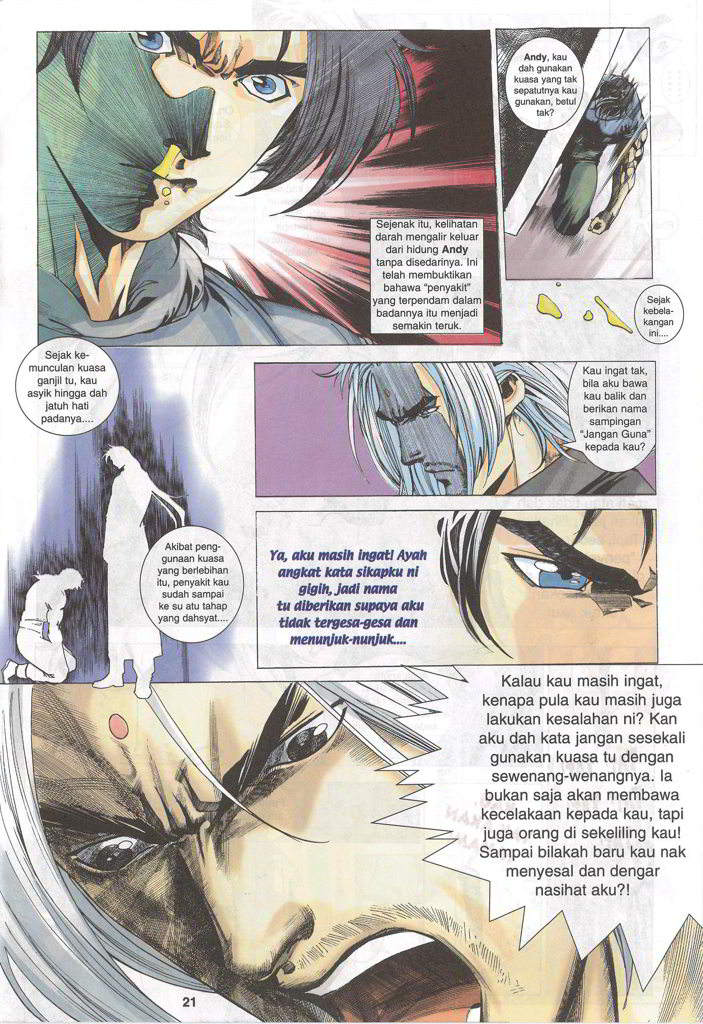 Andy, kau
dah gunakan
kuasa yang tak
sepatutnya kau
gunakan, betul
tak?
Sejenak itu, kelihatan
darah mengalir keluar
dari hidung Andy
tanpa disedarinya. Ini
telah membuktikan
bahawa "penyakit"
yang terpendam dalam
badannya itu menjadi
semakin teruk.
Sejak
kebela-
kangan
ini....
Sejak ke-
munculan kuasa
ganjil tu, kau
asyik hingga dah
jatuh hati
padanya....
Kau ingat tak,
bila aku bawa
kau balik dan
berikan nama
sampingan
"Jangan Guna"
kepada kau?
Akibat peng-
gunaan kuasa
yang berlebihan
itu, penyakit kau
sudah sampai
ke su atu tahap
yang dahsyat....
Ya, aku masih ingat! Ayah
angkat kata sikapku ni
gigih, jadi nama
tu diberikan supaya aku
tidak tergesa-gesa dan
menunjuk-nunjuk....
Kalau kau masih ingat,
kenapa pula kau masih juga
lakukan kesalahan ni? Kan
aku dah kata jangan sesekali
gunakan kuasa tu dengan
sewenang-wenangnya. Ia
bukan saja akan membawa
kecelakaan kepada kau, tapi
juga orang di sekeliling kau!
Sampai bilakah baru kau nak
menyesal dan dengar
nasihat aku?!
21